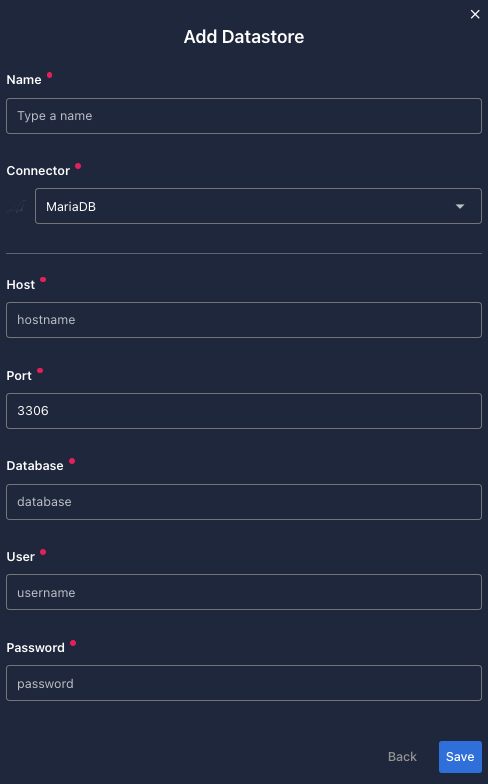 Add Datastore
Name
Type a name
Connector
MariaDB
Host
hostname
Port
3306
Database
database
User
username
Password
password
Back
Save